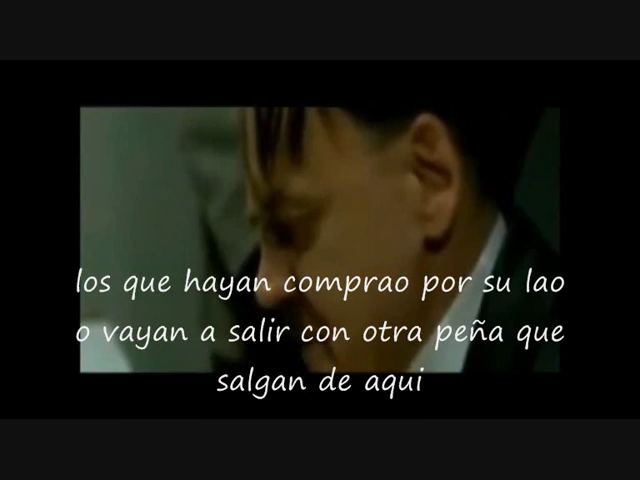 los que hayan comprao por su lao
o vayan a salir con otra peña que
salgan de aqui